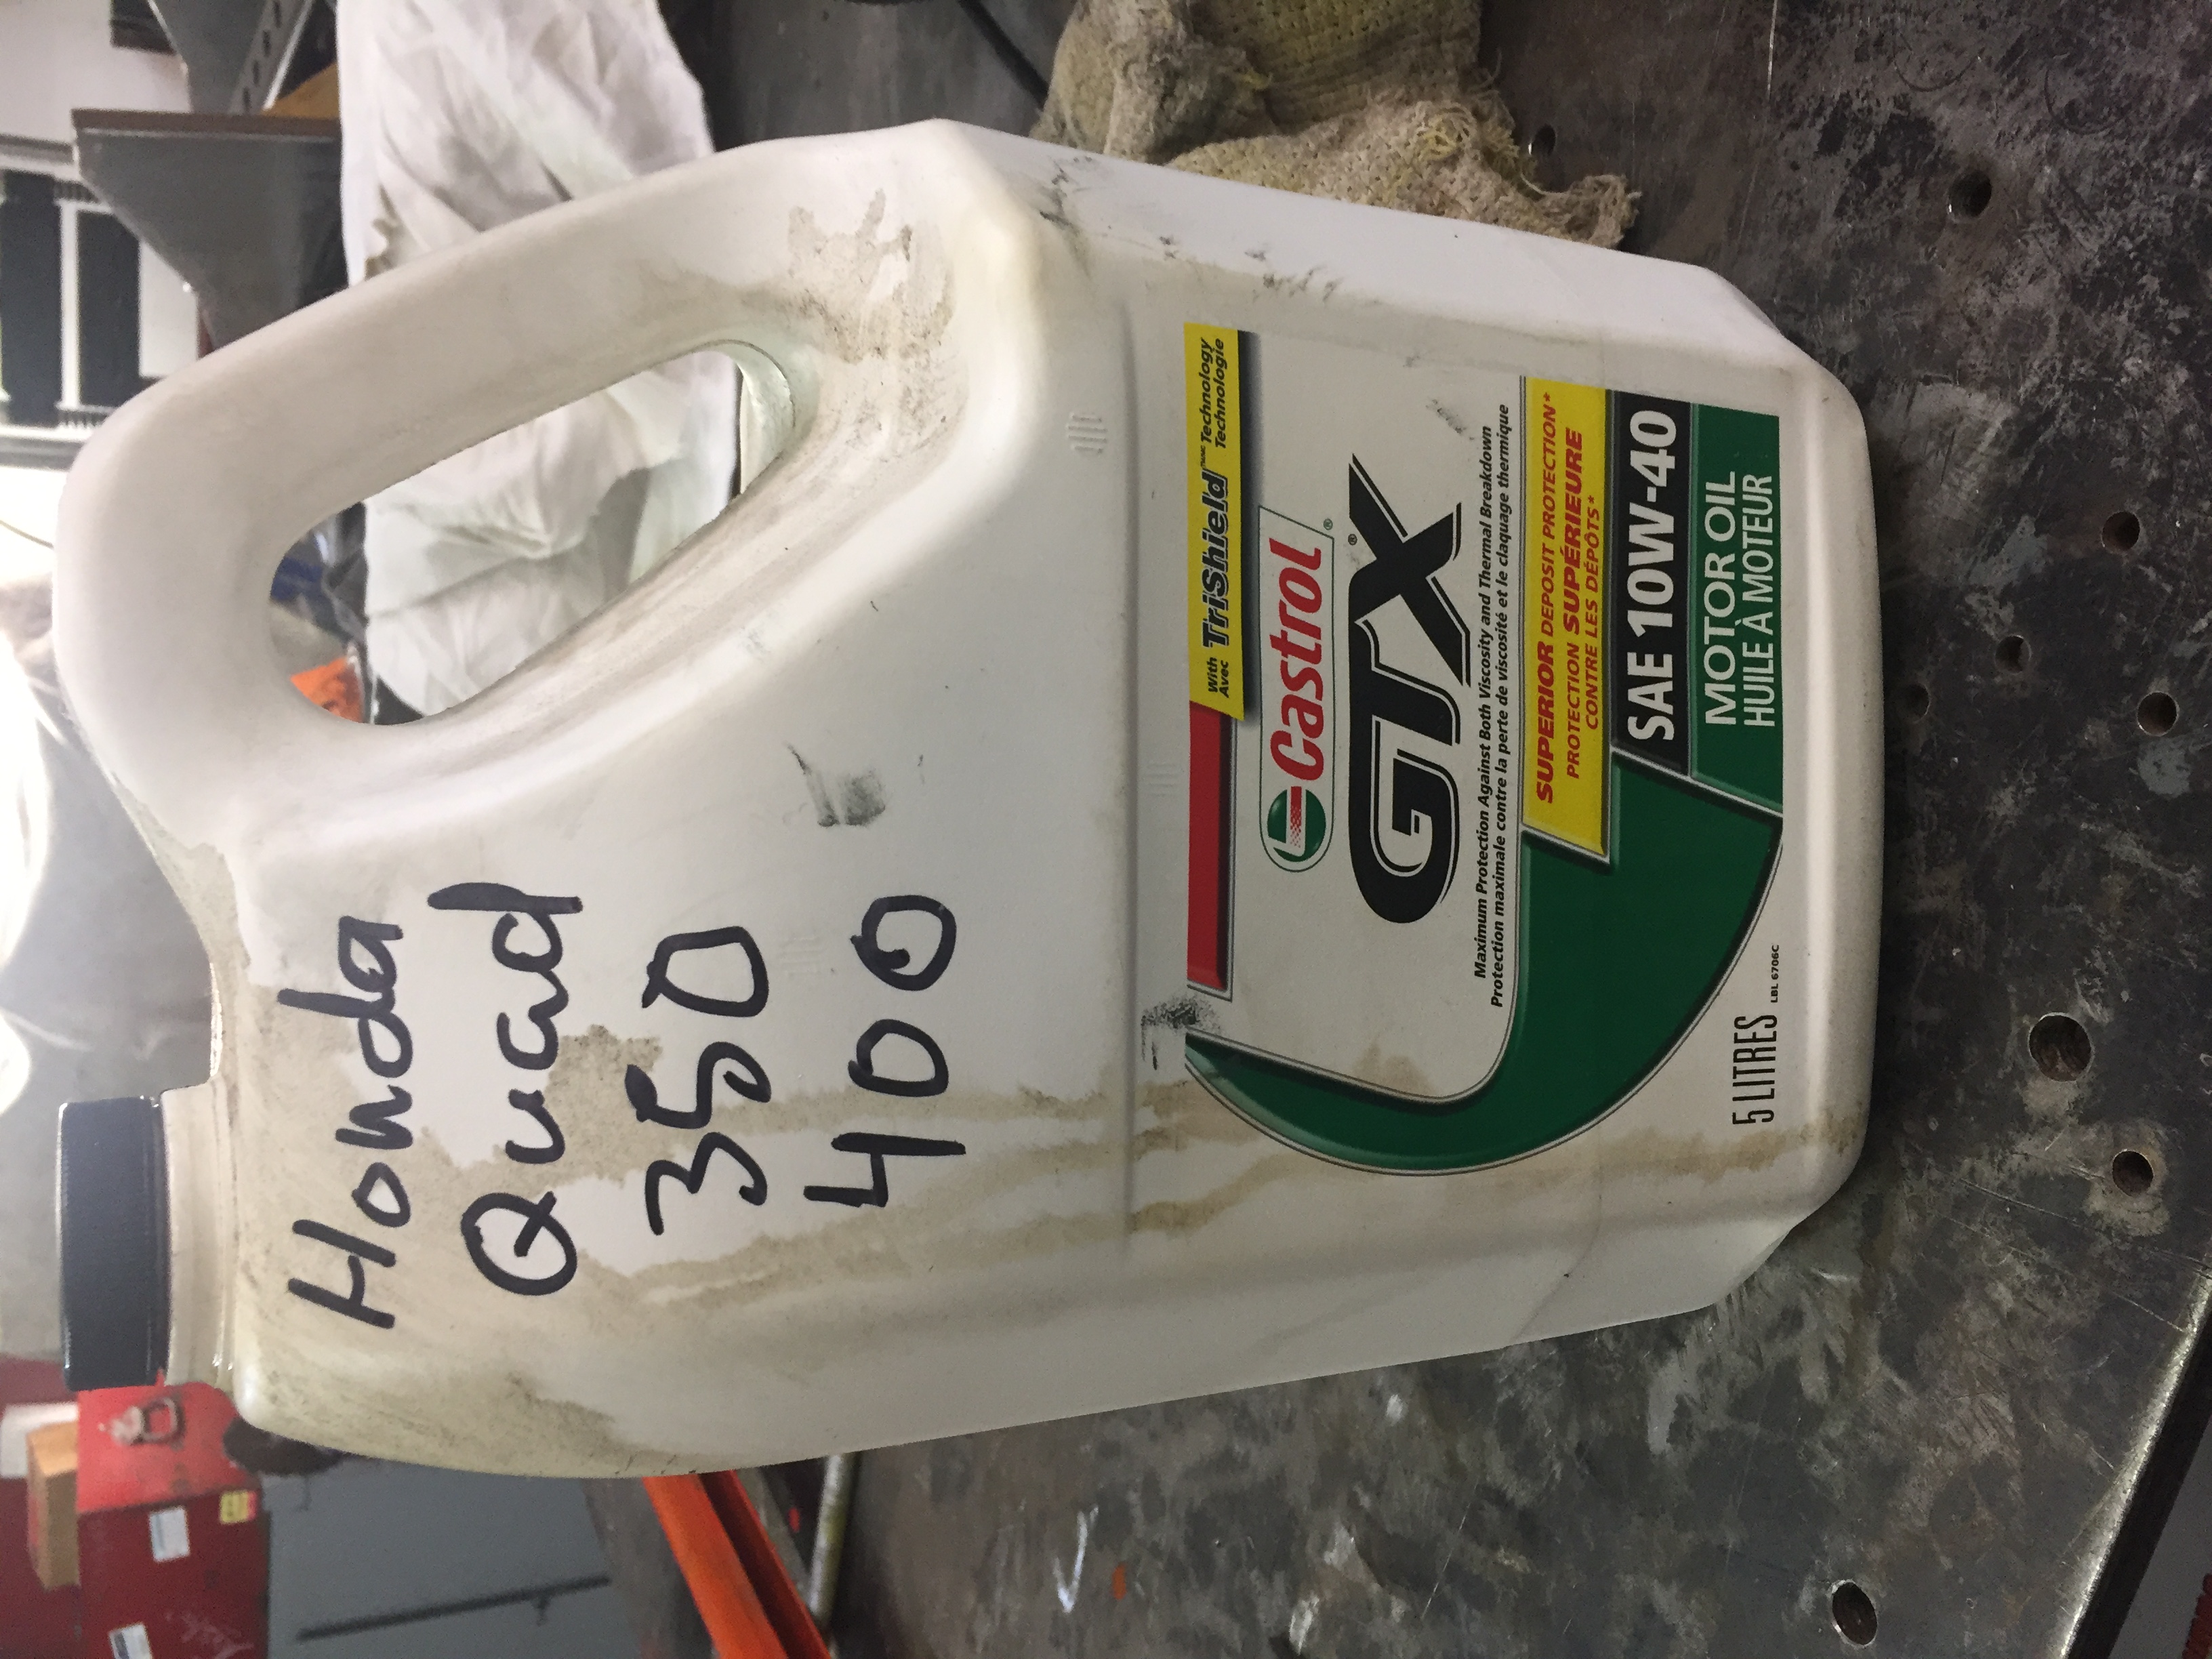 Honda
Quad
350
400
With TriShield™/MC Technology
Avec Technologie
Castrol®
GTX®
Maximum Protection Against Both Viscosity and Thermal Breakdown
Protection maximale contre la perte de viscosité et le claquage thermique
SUPERIOR DEPOSIT PROTECTION*
PROTECTION SUPÉRIEURE
CONTRE LES DÉPÔTS*
SAE 10W-40
MOTOR OIL
HUILE À MOTEUR
5 LITRES LBL 6706C